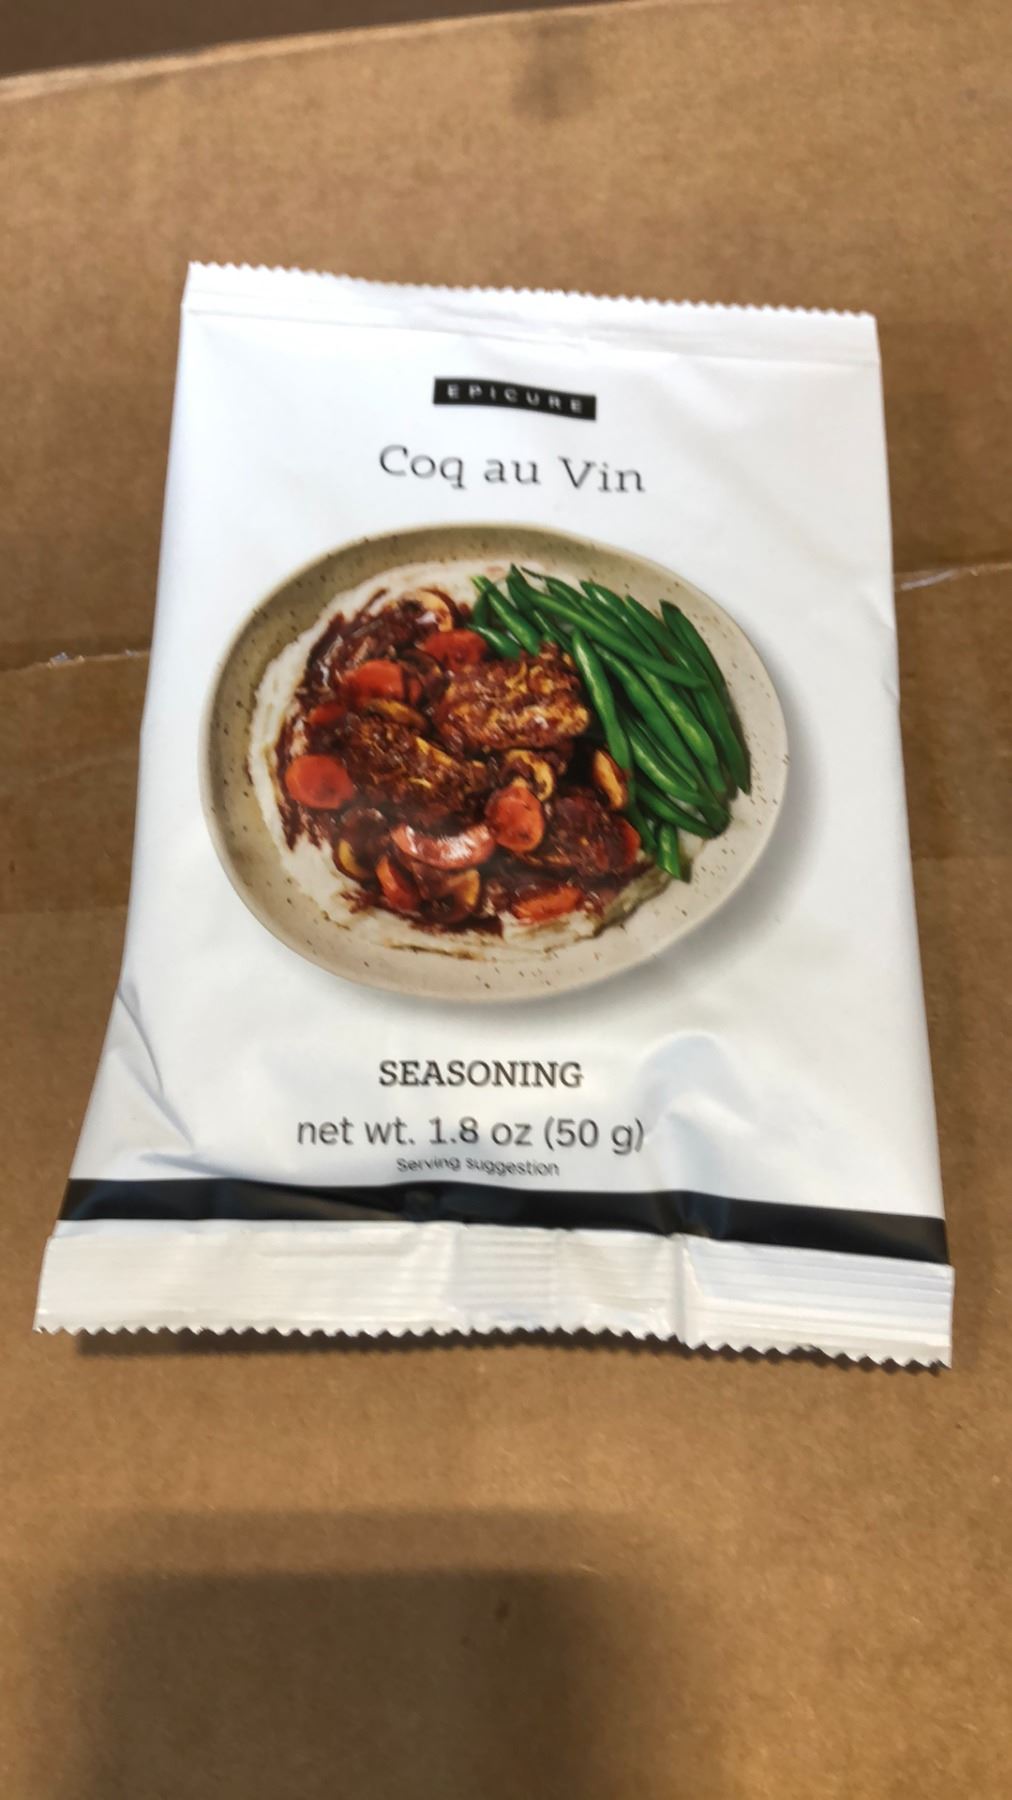 EPICURE
Coq au Vin
SEASONING
net wt. 1.8 oz (50 g)
Serving suggestion